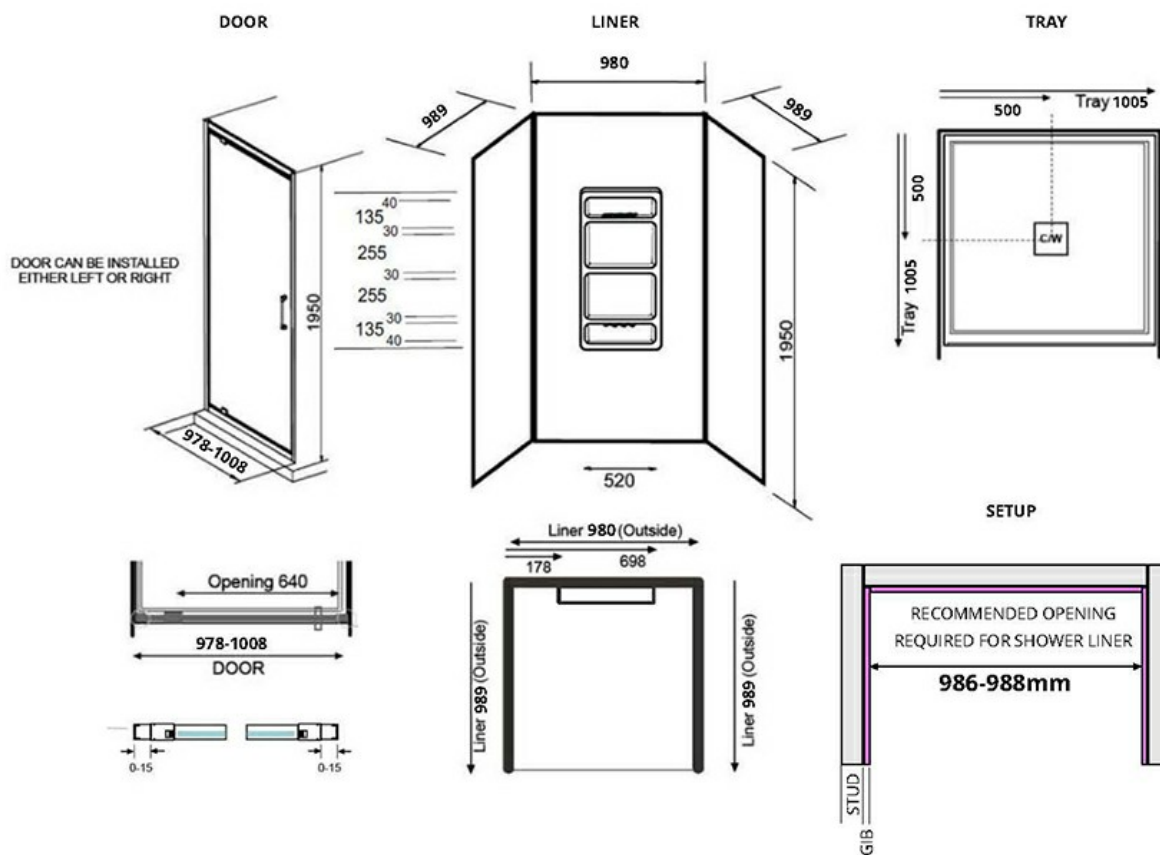 DOOR
LINER
TRAY
980
989
989
500
Tray 1005
500
Tray 1005
C/W
40
135
30
255
30
255
30
135
40
DOOR CAN BE INSTALLED
EITHER LEFT OR RIGHT
1950
978-1008
1950
520
SETUP
Opening 640
978-1008
DOOR
0-15
0-15
Liner 980 (Outside)
178
698
Liner 989 (Outside)
Liner 989 (Outside)
RECOMMENDED OPENING
REQUIRED FOR SHOWER LINER
986-988mm
STUD
GIB